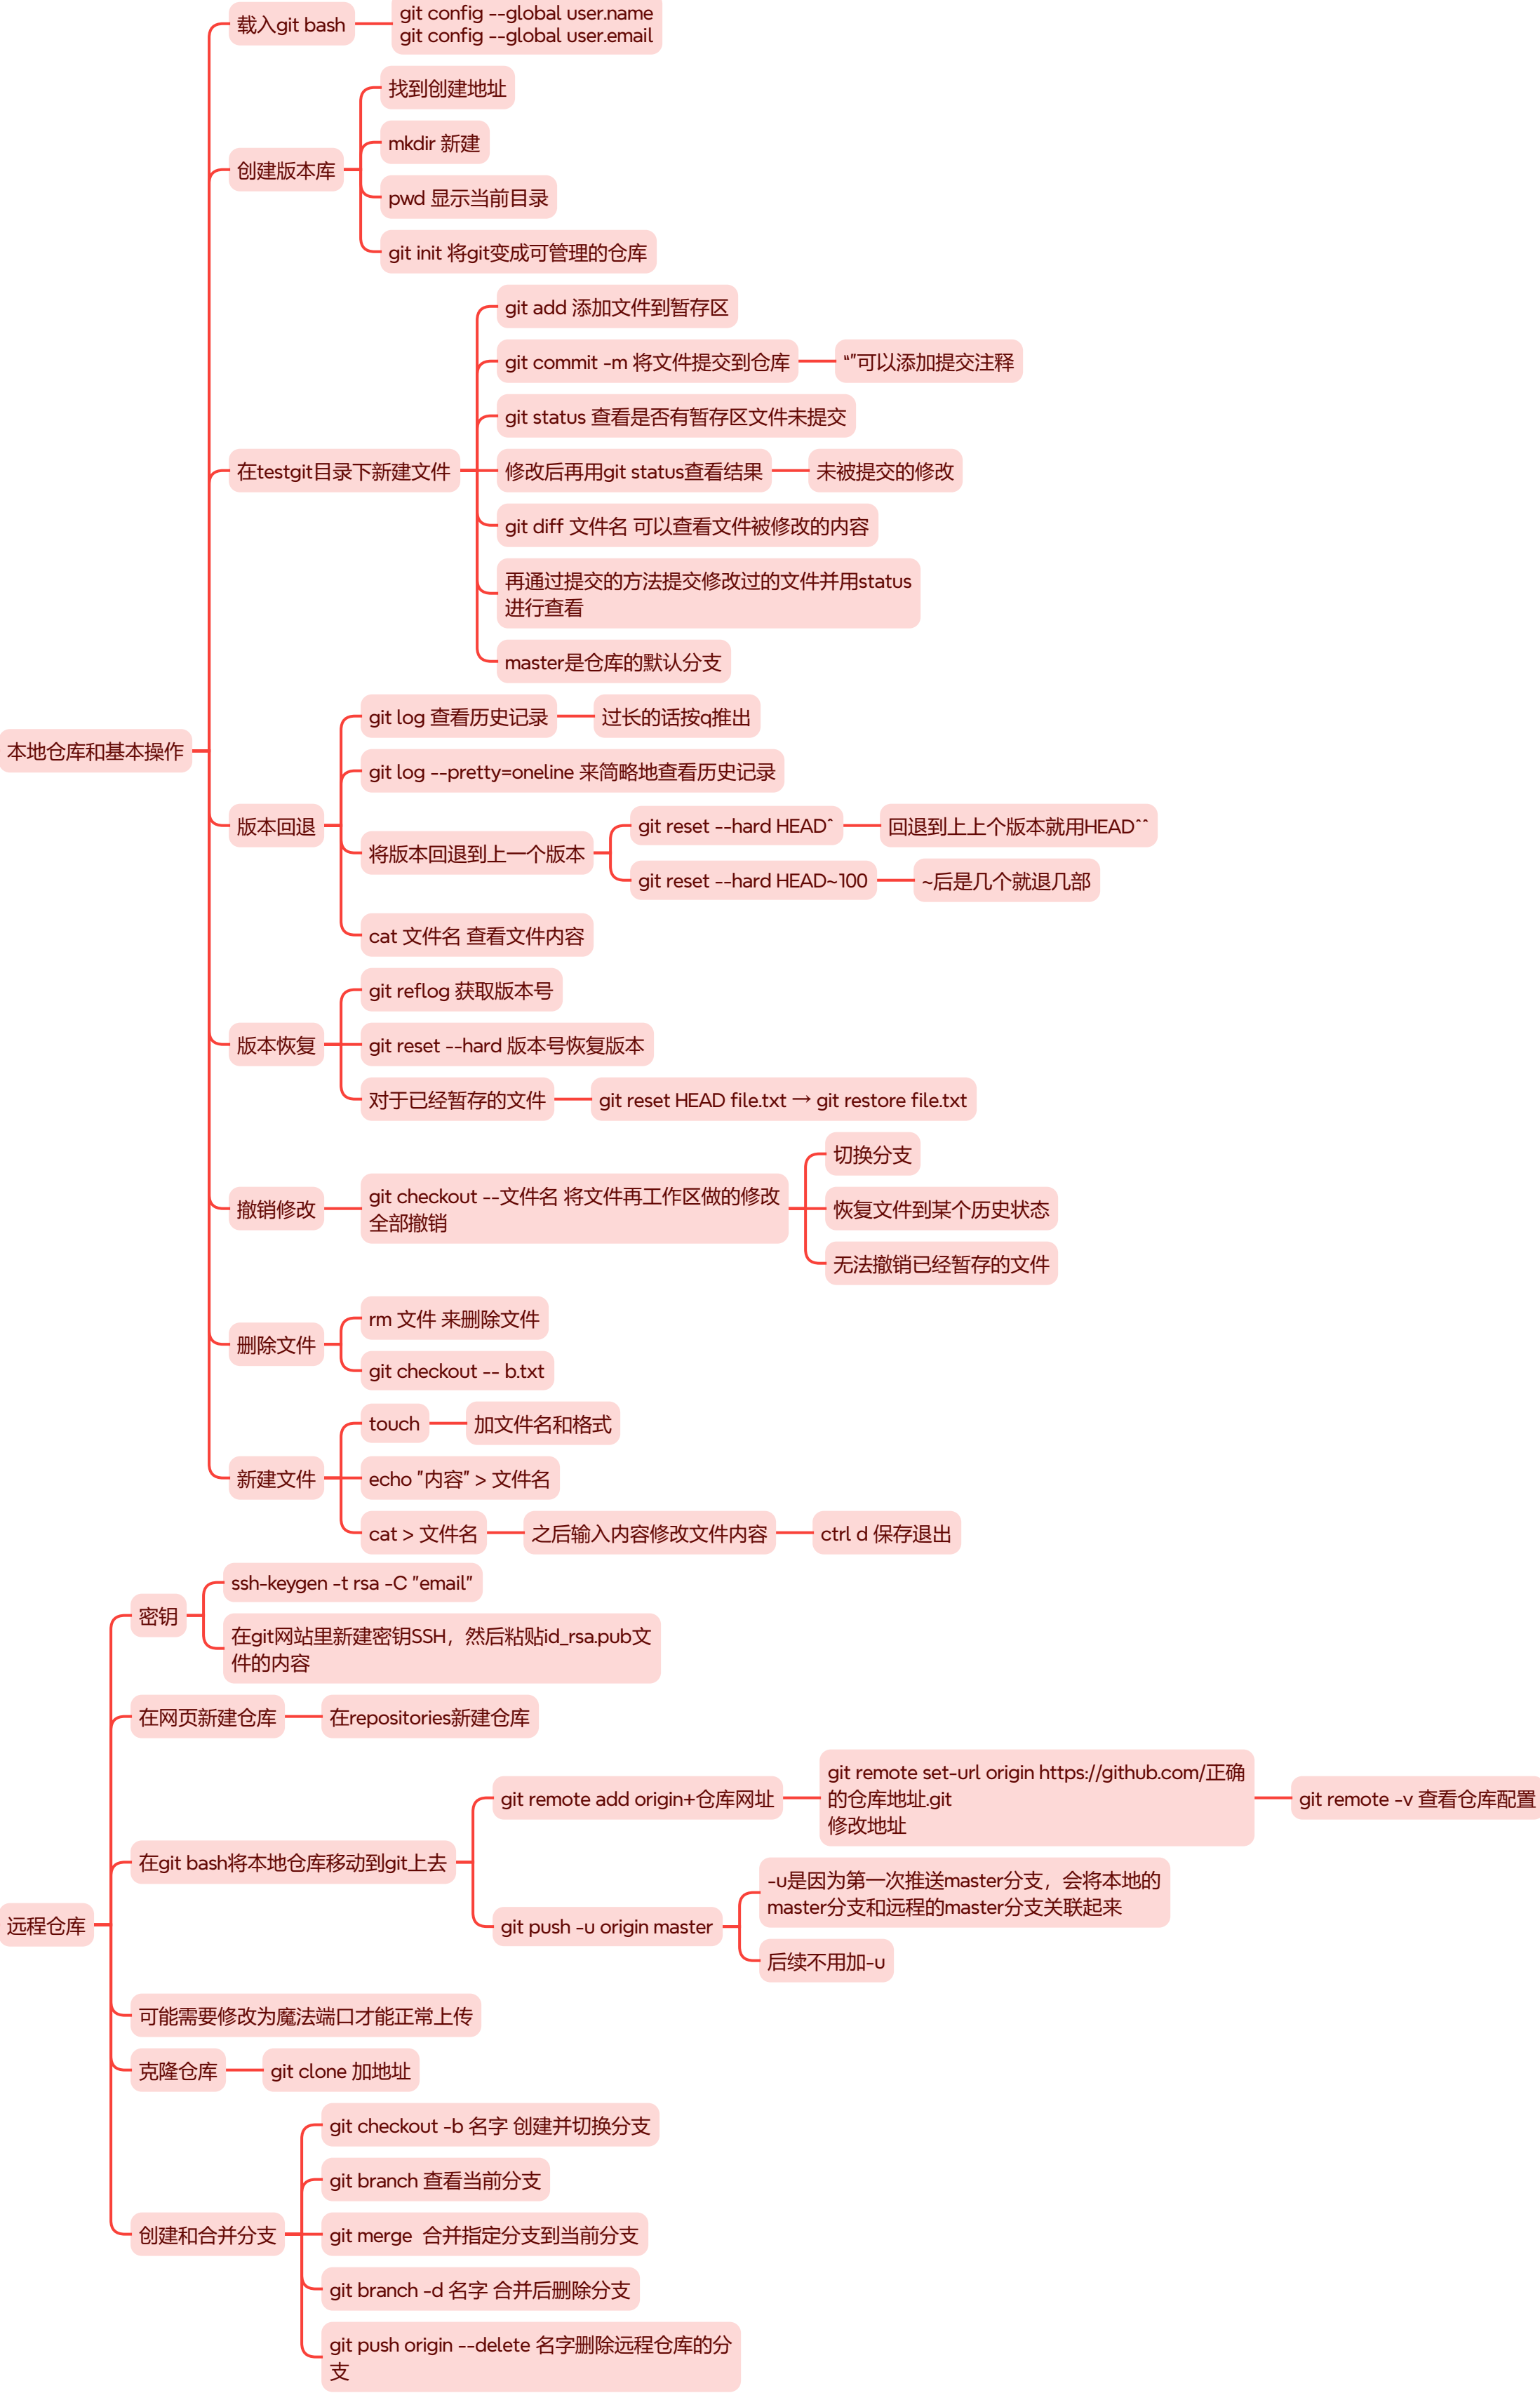 载入git bash
git config --global user.name
git config --global user.email
找到创建地址
mkdir 新建
创建版本库
pwd 显示当前目录
git init 将git变成可管理的仓库
git add 添加文件到暂存区
git commit -m 将文件提交到仓库
“”可以添加提交注释
git status 查看是否有暂存区文件未提交
在testgit目录下新建文件
修改后再用git status查看结果
未被提交的修改
git diff 文件名 可以查看文件被修改的内容
再通过提交的方法提交修改过的文件并用status
进行查看
master是仓库的默认分支
本地仓库和基本操作
git log 查看历史记录
过长的话按q推出
git log --pretty=oneline 来简略地查看历史记录
版本回退
将版本回退到上一个版本
git reset --hard HEAD^
回退到上上个版本就用HEAD^^
git reset --hard HEAD~100
~后是几个就退几部
cat 文件名 查看文件内容
git reflog 获取版本号
版本恢复
git reset --hard 版本号恢复版本
对于已经暂存的文件
git reset HEAD file.txt → git restore file.txt
撤销修改
git checkout --文件名 将文件再工作区做的修改
全部撤销
切换分支
恢复文件到某个历史状态
无法撤销已经暂存的文件
删除文件
rm 文件 来删除文件
git checkout -- b.txt
新建文件
touch
加文件名和格式
echo "内容" > 文件名
cat > 文件名
之后输入内容修改文件内容
ctrl d 保存退出
密钥
ssh-keygen -t rsa -C "email"
在git网站里新建密钥SSH，然后粘贴id_rsa.pub文
件的内容
在网页新建仓库
在repositories新建仓库
在git bash将本地仓库移动到git上去
git remote add origin+仓库网址
git remote set-url origin https://github.com/正确
的仓库地址.git
修改地址
git remote -v 查看仓库配置
远程仓库
git push -u origin master
-u是因为第一次推送master分支，会将本地的
master分支和远程的master分支关联起来
后续不用加-u
可能需要修改为魔法端口才能正常上传
克隆仓库
git clone 加地址
创建和合并分支
git checkout -b 名字 创建并切换分支
git branch 查看当前分支
git merge  合并指定分支到当前分支
git branch -d 名字 合并后删除分支
git push origin --delete 名字删除远程仓库的分
支